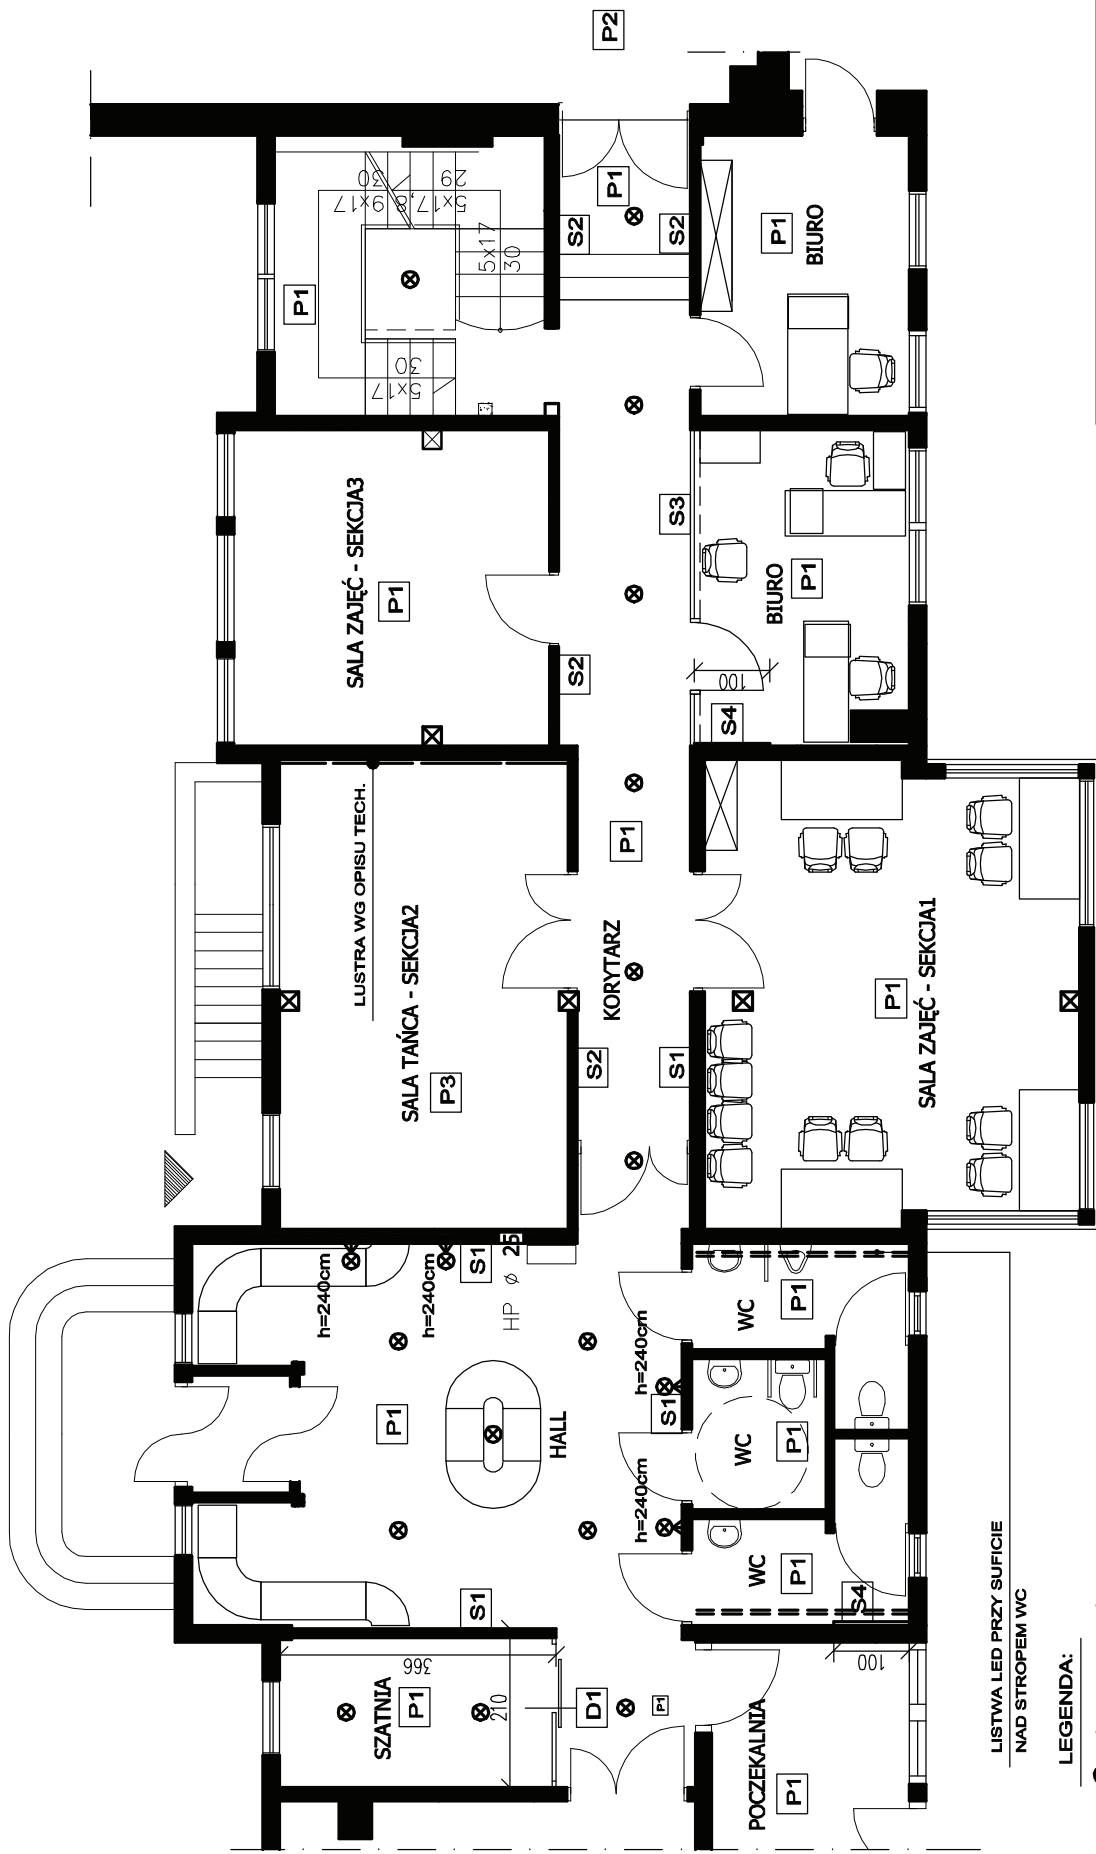 P2
P1
S2
S2
9x17
30
5x17,8
29
5x17
30
P1
5x17
30
P1
BIURO
SALA ZAJĘĆ - SEKCJA3
P1
S2
S3
BIURO
P1
100
S4
LUSTRA WG OPISU TECH.
SALA TAŃCA - SEKCJA2
P3
P1
KORYTARZ
S2
S1
P1
SALA ZAJĘĆ - SEKCJA1
h=240cm
h=240cm
S1
HP ø 25
P1
HALL
h=240cm
S1
h=240cm
S1
WC
P1
WC
P1
WC
P1
S4
100
SZATNIA
P1
366
210
D1
P1
POCZEKALNIA
P1
LISTWA LED PRZY SUFICIE
NAD STROPEM WC
LEGENDA: